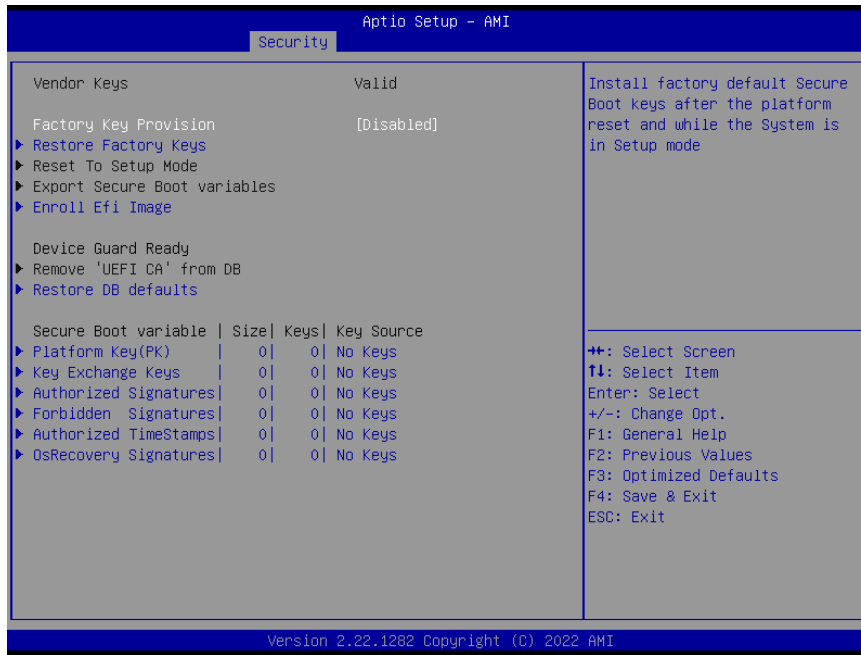 Aptio Setup – AMI
Security
Vendor Keys Valid
Factory Key Provision [Disabled]
Restore Factory Keys
Reset To Setup Mode
Export Secure Boot variables
Enroll Efi Image
Device Guard Ready
Remove 'UEFI CA' from DB
Restore DB defaults
Secure Boot variable | Size| Keys| Key Source
Platform Key(PK) | 0| 0| No Keys
Key Exchange Keys | 0| 0| No Keys
Authorized Signatures| 0| 0| No Keys
Forbidden Signatures| 0| 0| No Keys
Authorized TimeStamps| 0| 0| No Keys
OsRecovery Signatures| 0| 0| No Keys
Install factory default Secure
Boot keys after the platform
reset and while the System is
in Setup mode
→←: Select Screen
↑↓: Select Item
Enter: Select
+/-: Change Opt.
F1: General Help
F2: Previous Values
F3: Optimized Defaults
F4: Save & Exit
ESC: Exit
Version 2.22.1282 Copyright (C) 2022 AMI